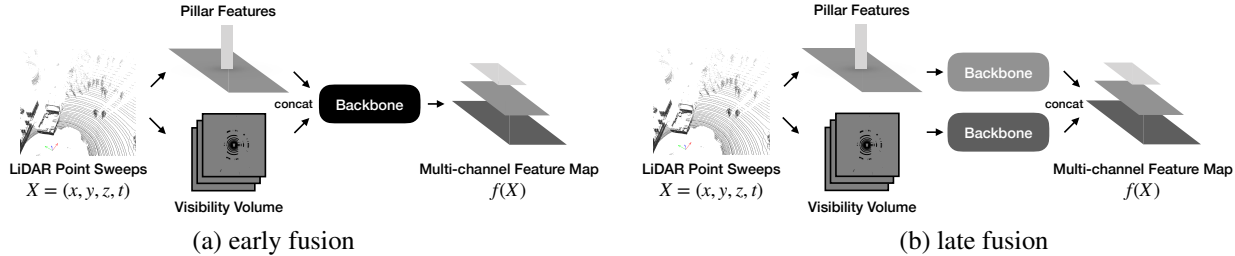 Pillar Features
Backbone
concat
LiDAR Point Sweeps
X = (x, y, z, t)
Visibility Volume
Multi-channel Feature Map
f(X)
(a) early fusion
Pillar Features
Backbone
concat
Backbone
LiDAR Point Sweeps
X = (x, y, z, t)
Visibility Volume
Multi-channel Feature Map
f(X)
(b) late fusion